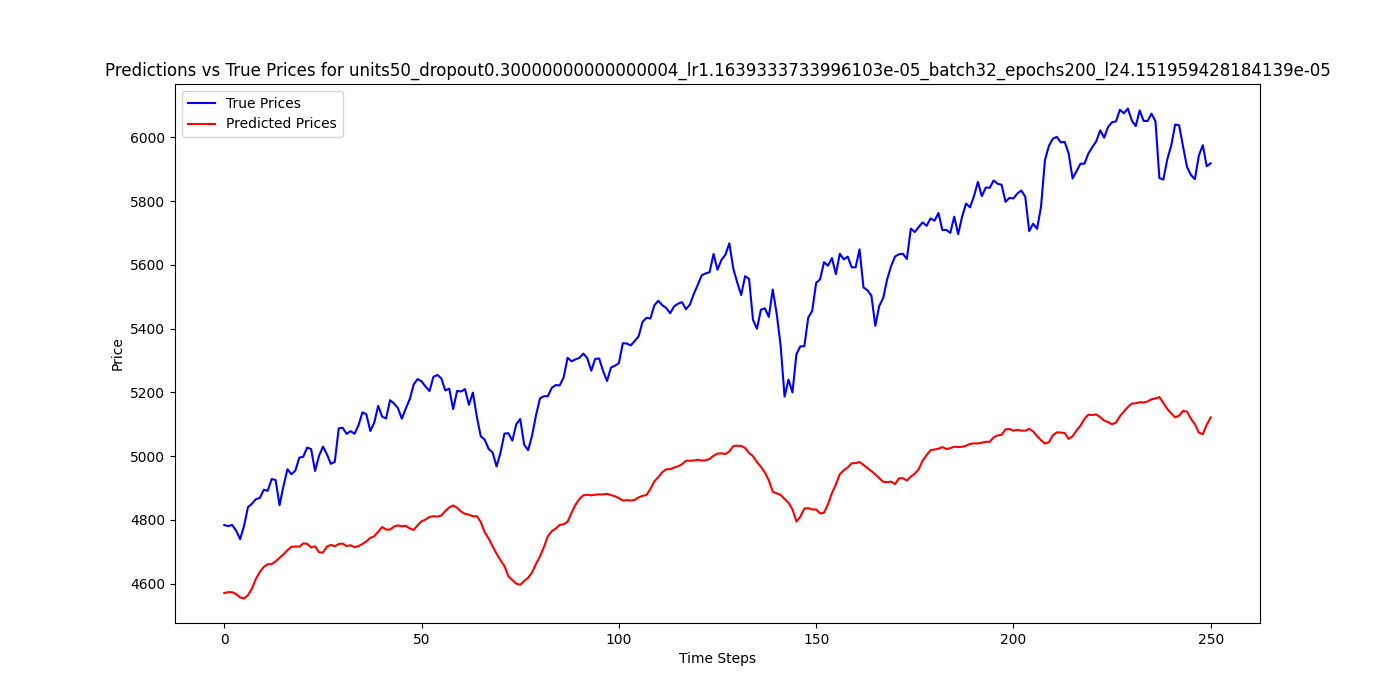 Predictions vs True Prices for units50_dropout0.30000000000000004_lr1.1639333733996103e-05_batch32_epochs200_l24.151959428184139e-05
True Prices
Predicted Prices
6000
5800
5600
5400
5200
5000
4800
4600
Price
0 50 100 150 200 250
Time Steps